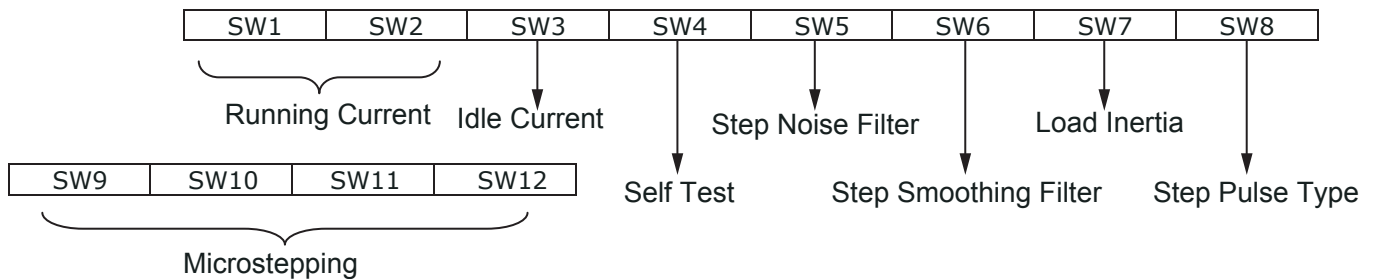 SW1 SW2 SW3 SW4 SW5 SW6 SW7 SW8
Running Current Idle Current Step Noise Filter Load Inertia
SW9 SW10 SW11 SW12
Self Test Step Smoothing Filter Step Pulse Type
Microstepping